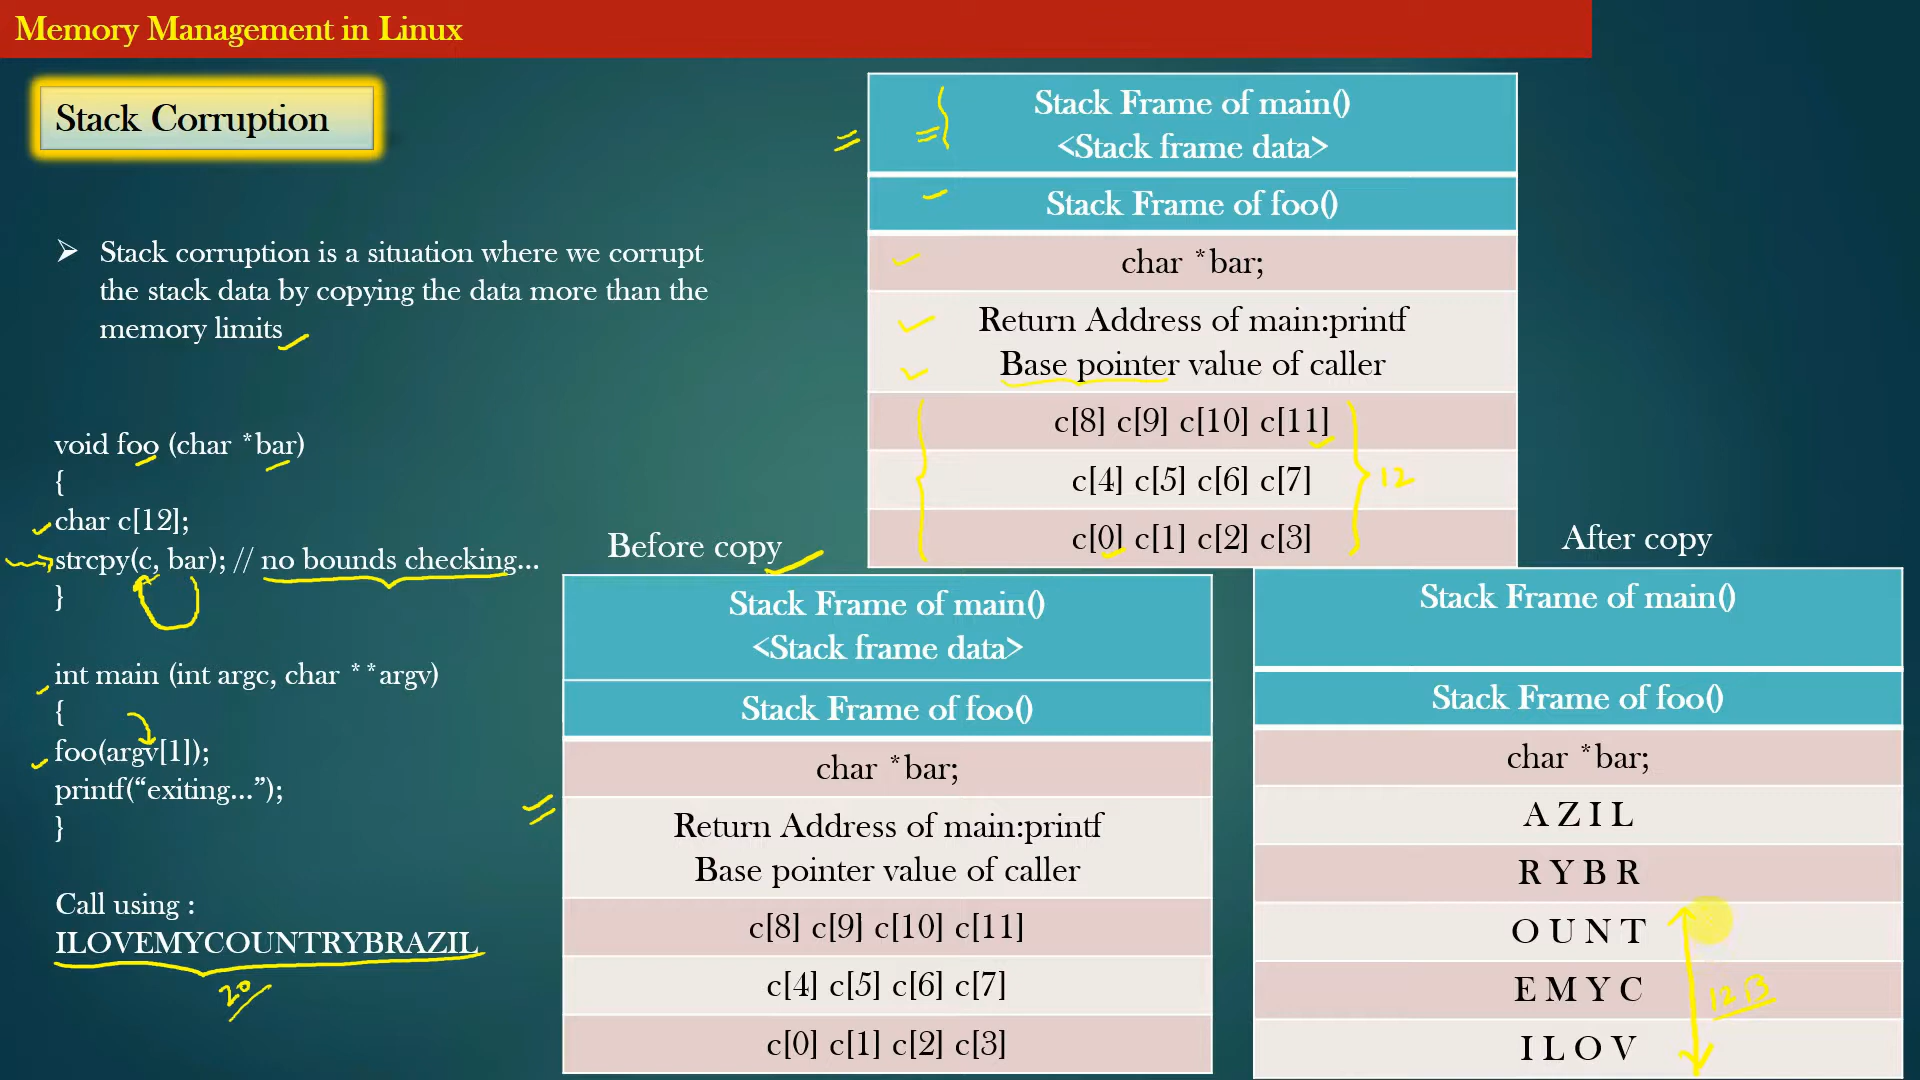 Memory Management in Linux
Stack Corruption
➢ Stack corruption is a situation where we corrupt
the stack data by copying the data more than the
memory limits
void foo (char *bar)
{
char c[12];
strcpy(c, bar); // no bounds checking...
}
int main (int argc, char **argv)
{
foo(argv[1]);
printf(“exiting...”);
}
Call using :
ILOVEMYCOUNTRYBRAZIL
20
Stack Frame of main()
<Stack frame data>
Stack Frame of foo()
char *bar;
Return Address of main:printf
Base pointer value of caller
c[8] c[9] c[10] c[11]
c[4] c[5] c[6] c[7]
12
c[0] c[1] c[2] c[3]
Before copy
Stack Frame of main()
<Stack frame data>
Stack Frame of foo()
char *bar;
Return Address of main:printf
Base pointer value of caller
c[8] c[9] c[10] c[11]
c[4] c[5] c[6] c[7]
c[0] c[1] c[2] c[3]
After copy
Stack Frame of main()
Stack Frame of foo()
char *bar;
A Z I L
R Y B R
O U N T
E M Y C
12 B
I L O V